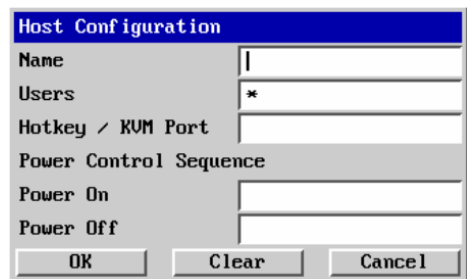 Host Configuration
Name
Users *
Hotkey / KVM Port
Power Control Sequence
Power On
Power Off
OK Clear Cancel